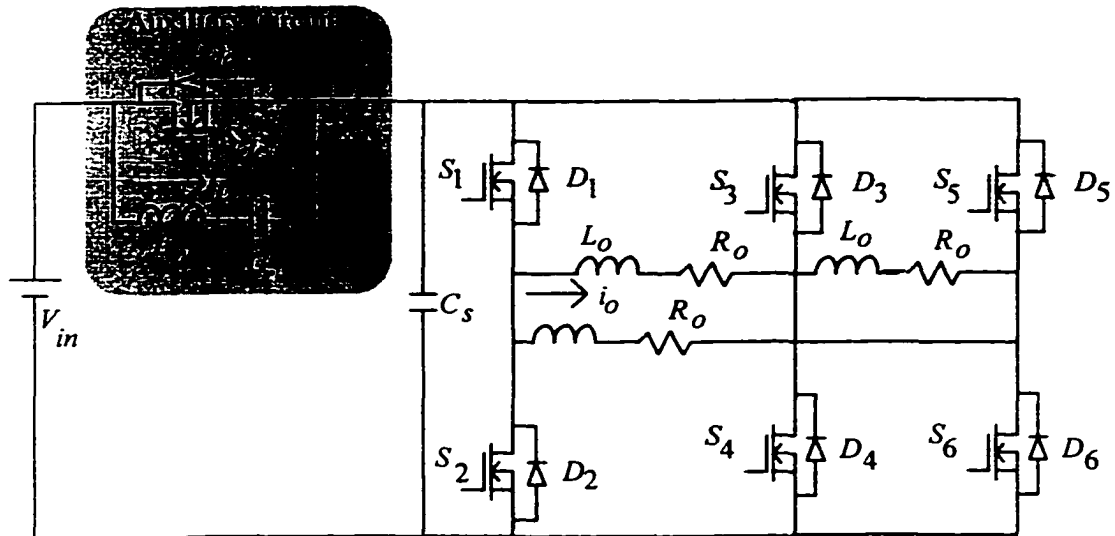 Auxiliary Circuit
S1
D1
S3
D3
S5
D5
Lo
Ro
Lo
Ro
Vin
Cs
io
Ro
S2
D2
S4
D4
S6
D6